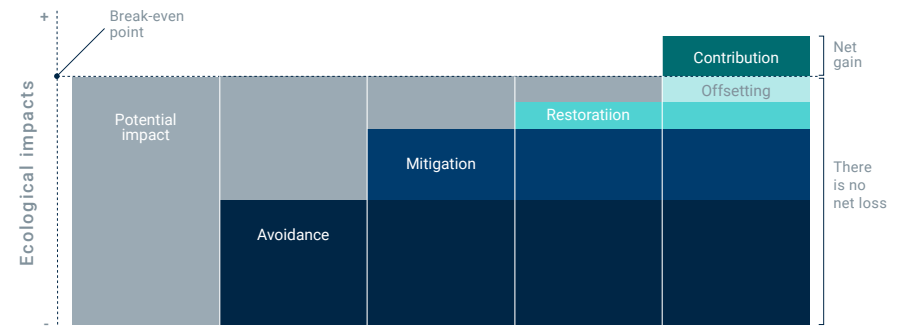 +
Break-even
point
Net
gain
Contribution
Offsetting
Potential
impact
Restoratiion
Mitigation
There
is no
net loss
Avoidance
Ecological impacts
-